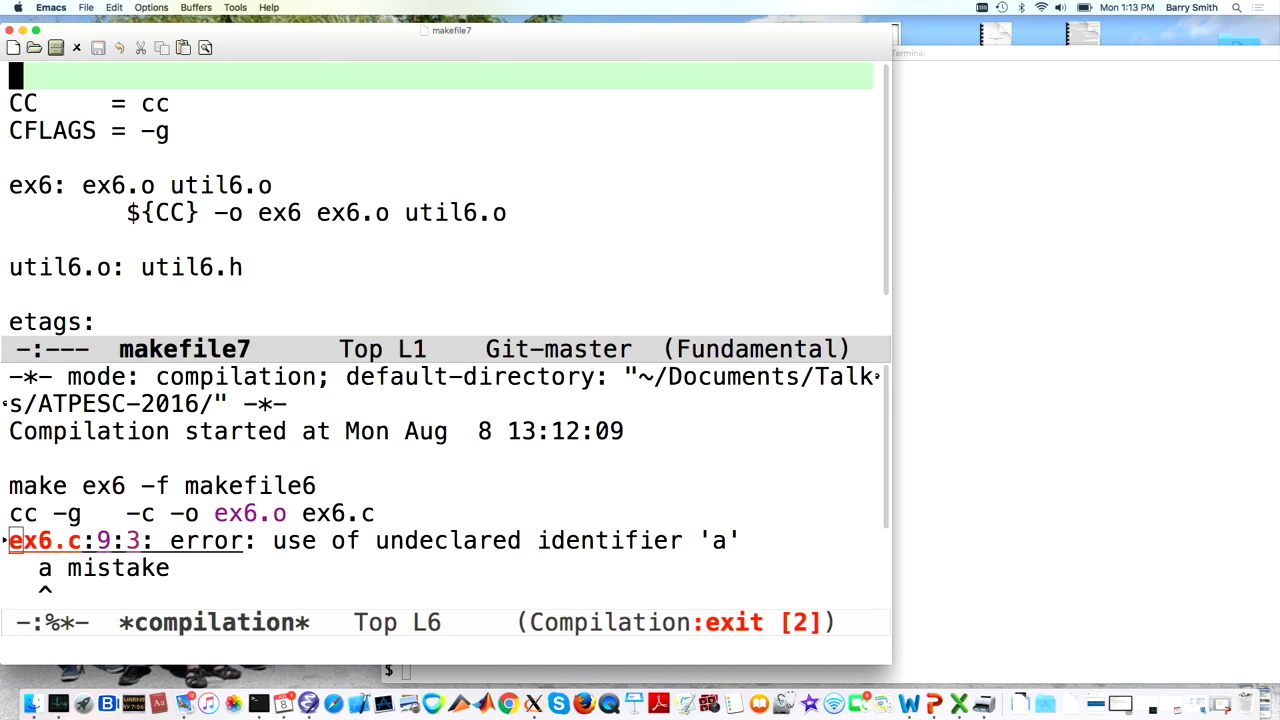 Emacs File Edit Options Buffers Tools Help Mon 1:13 PM Barry Smith
makefile7
Terminal
CC = cc
CFLAGS = -g
ex6: ex6.o util6.o
${CC} -o ex6 ex6.o util6.o
util6.o: util6.h
etags:
-:--- makefile7 Top L1 Git-master (Fundamental)
-*- mode: compilation; default-directory: "~/Documents/Talk
s/ATPESC-2016/" -*-
Compilation started at Mon Aug 8 13:12:09
make ex6 -f makefile6
cc -g -c -o ex6.o ex6.c
ex6.c:9:3: error: use of undeclared identifier 'a'
a mistake
^
-:%*- *compilation* Top L6 (Compilation:exit [2])
$